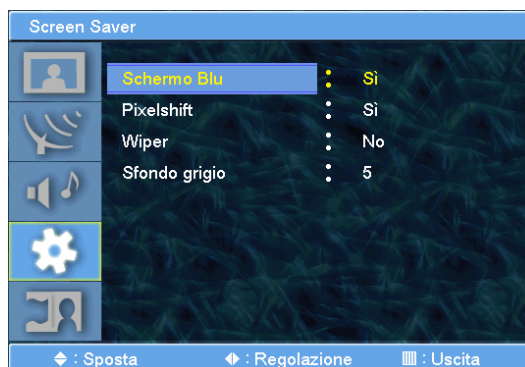 Screen Saver
Schermo Blu : Sì
Pixelshift : Sì
Wiper : No
Sfondo grigio : 5
: Sposta : Regolazione : Uscita